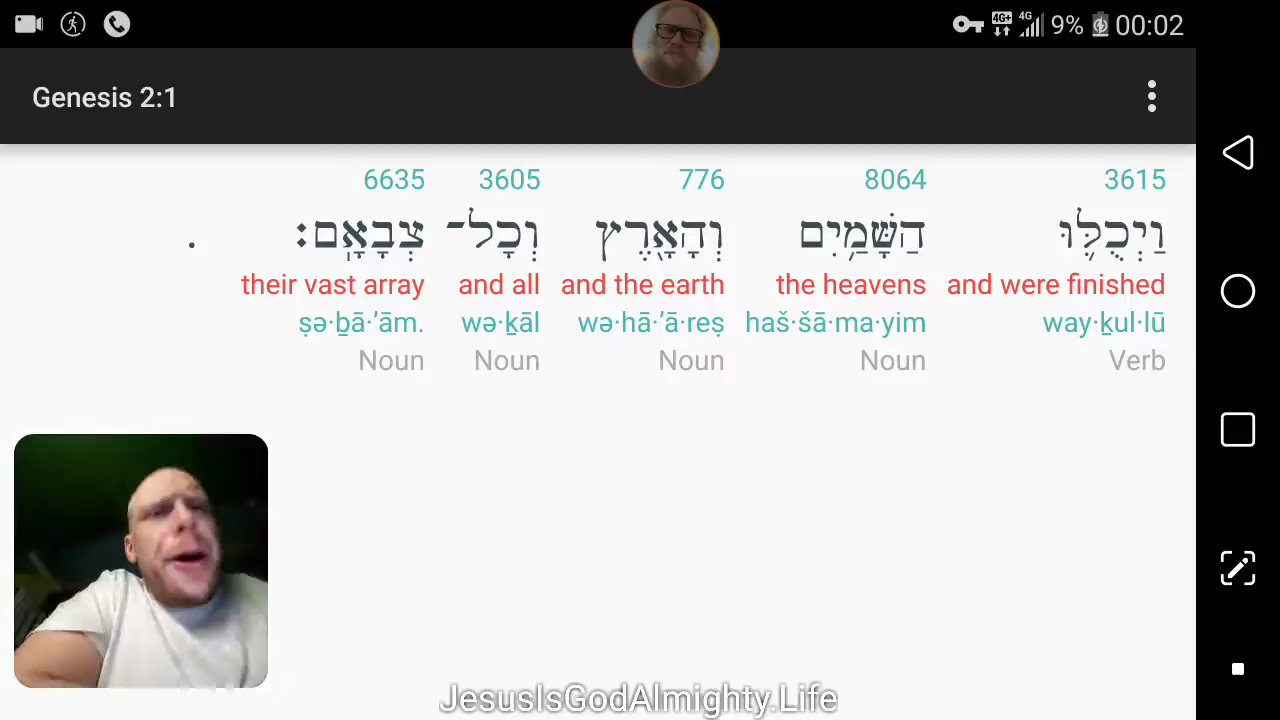 4G+ 4G 9% 00:02
Genesis 2:1
6635 3605 776 8064 3615
וַיְכֻלּ֛וּ הַשָּׁמַ֥יִם וְהָאָ֖רֶץ וְכָל־ צְבָאָֽם׃ .
their vast array and all and the earth the heavens and were finished
ṣə·ḇā·’ām. wə·ḵāl wə·hā·’ā·reṣ haš·šā·ma·yim way·ḵul·lū
Noun Noun Noun Noun Verb
JesusIsGodAlmighty.Life